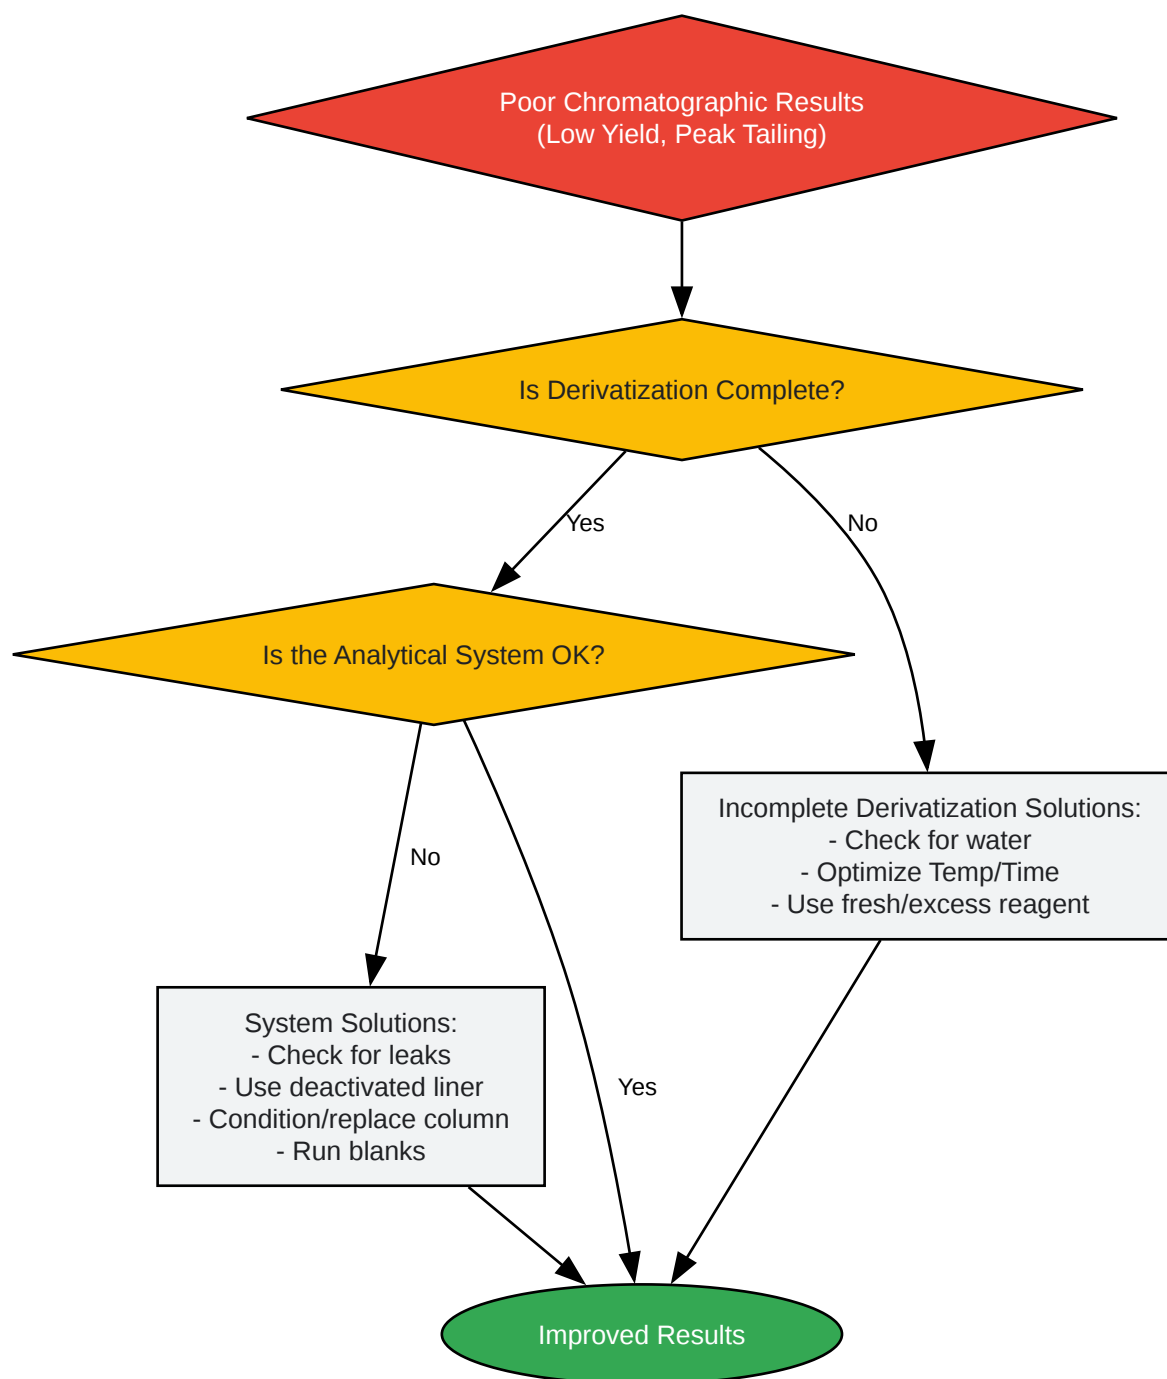 Poor Chromatographic Results
(Low Yield, Peak Tailing)
Is Derivatization Complete?
Yes
No
Is the Analytical System OK?
No
Incomplete Derivatization Solutions:
- Check for water
- Optimize Temp/Time
- Use fresh/excess reagent
System Solutions:
- Check for leaks
- Use deactivated liner
- Condition/replace column
- Run blanks
Yes
Improved Results